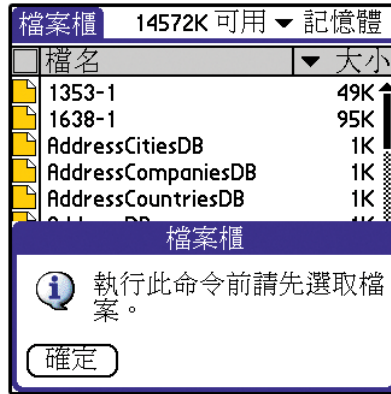 檔案櫃 14572K 可用 記憶體
檔名 大小
1353-1 49K
1638-1 95K
AddressCitiesDB 1K
AddressCompaniesDB 1K
AddressCountriesDB 1K
檔案櫃
執行此命令前請先選取檔
案。
確定